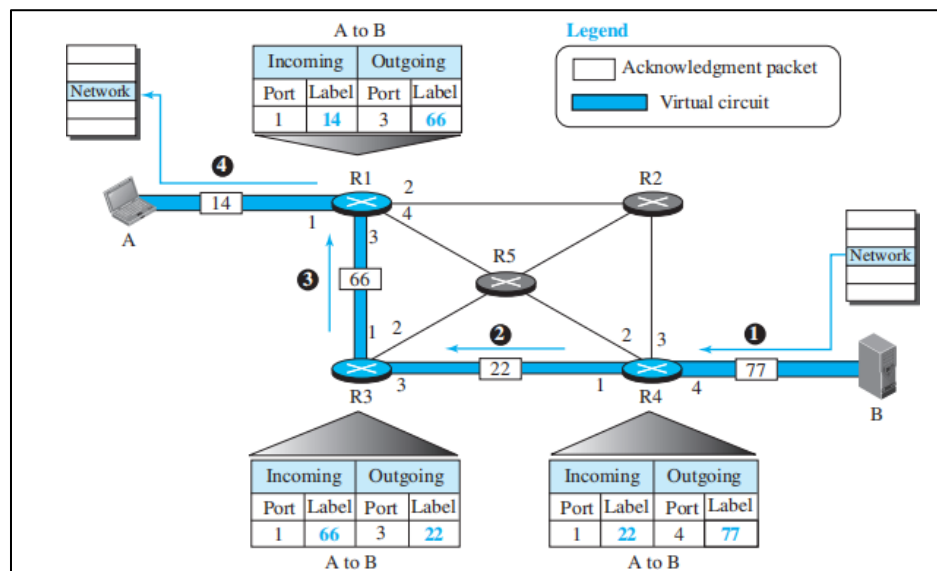 A to B
Incoming Outgoing
Port Label Port Label
1 14 3 66
Legend
Acknowledgment packet
Virtual circuit
Network
4
14
A
R1
1
2
4
3
R2
3
66
R5
Network
1
2
3
R3
2
22
2
3
1
4
R4
1
77
B
Incoming Outgoing
Port Label Port Label
1 66 3 22
A to B
Incoming Outgoing
Port Label Port Label
1 22 4 77
A to B